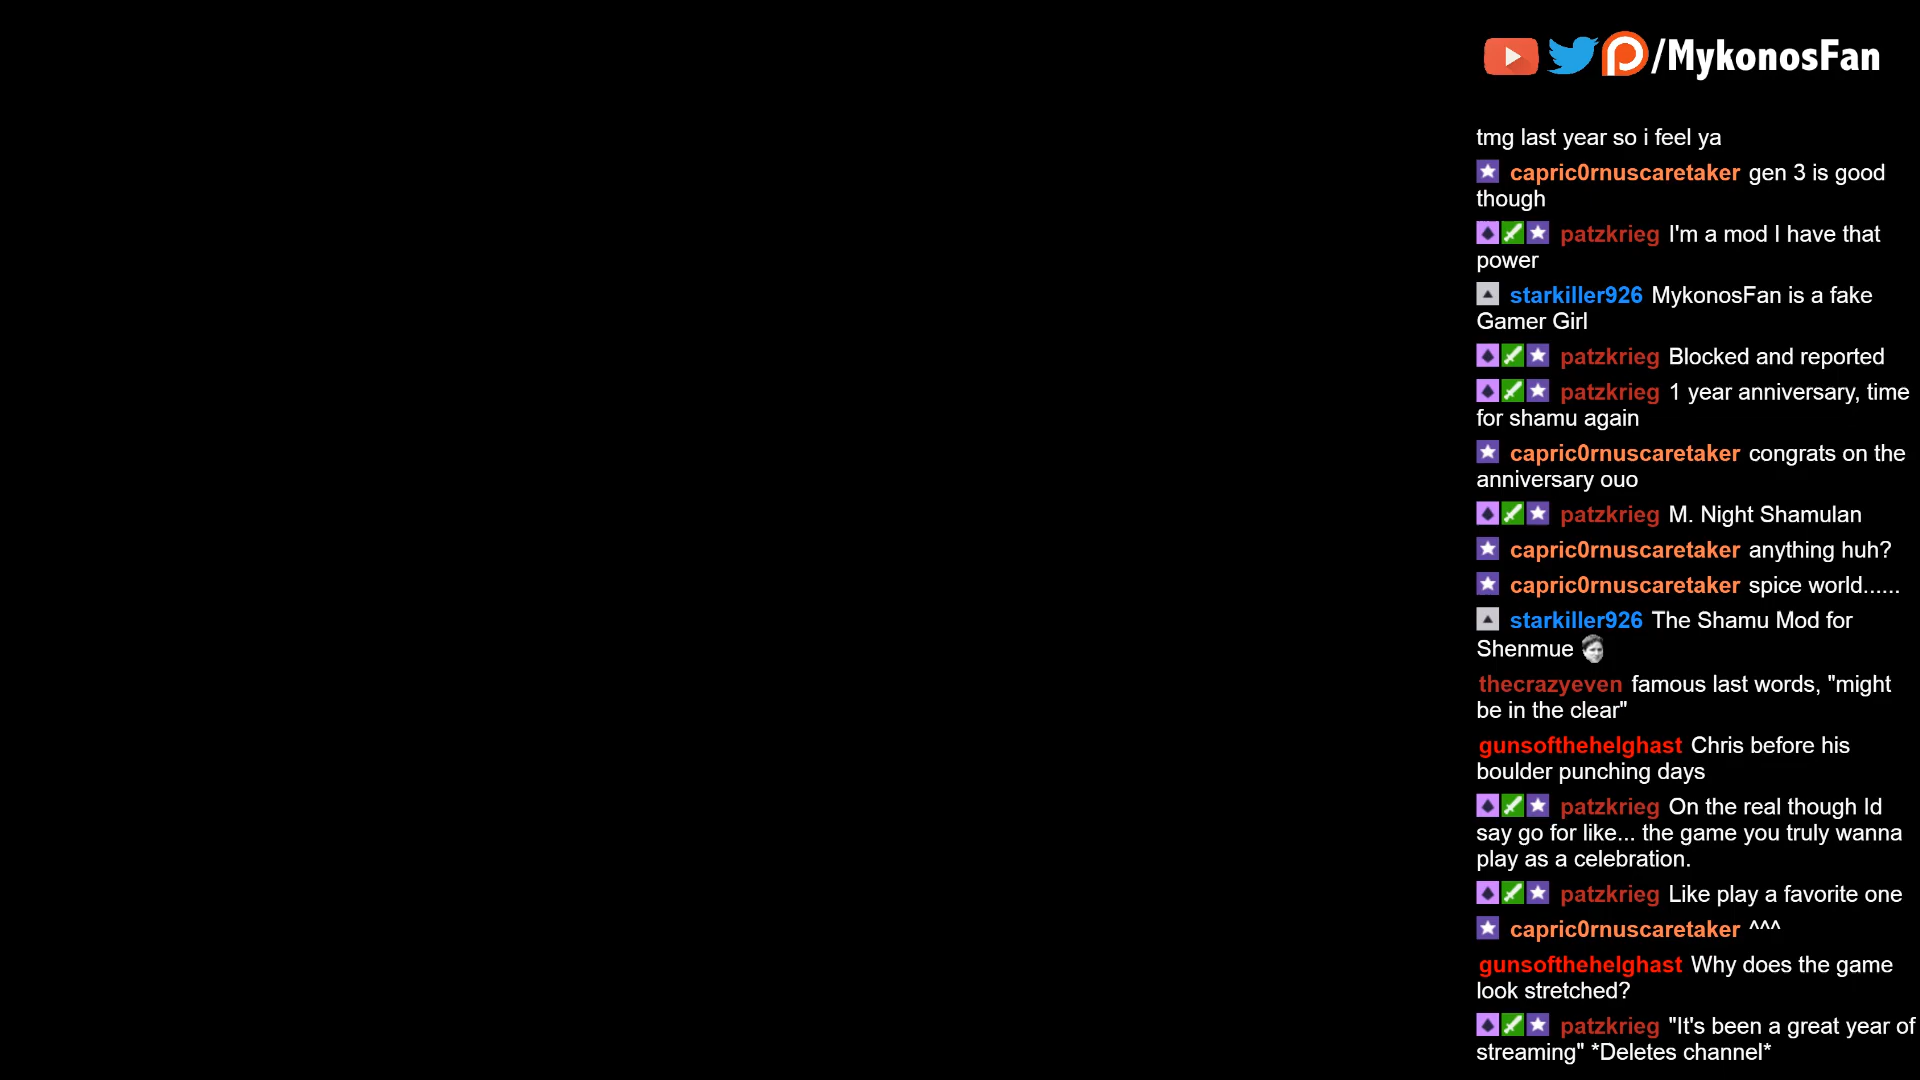 /MykonosFan
tmg last year so i feel ya
capric0rnuscaretaker gen 3 is good
though
patzkrieg I'm a mod I have that
power
starkiller926 MykonosFan is a fake
Gamer Girl
patzkrieg Blocked and reported
patzkrieg 1 year anniversary, time
for shamu again
capric0rnuscaretaker congrats on the
anniversary ouo
patzkrieg M. Night Shamulan
capric0rnuscaretaker anything huh?
capric0rnuscaretaker spice world......
starkiller926 The Shamu Mod for
Shenmue
thecrazyeven famous last words, "might
be in the clear"
gunsofthehelghast Chris before his
boulder punching days
patzkrieg On the real though Id
say go for like... the game you truly wanna
play as a celebration.
patzkrieg Like play a favorite one
capric0rnuscaretaker ^^^
gunsofthehelghast Why does the game
look stretched?
patzkrieg "It's been a great year of
streaming" *Deletes channel*